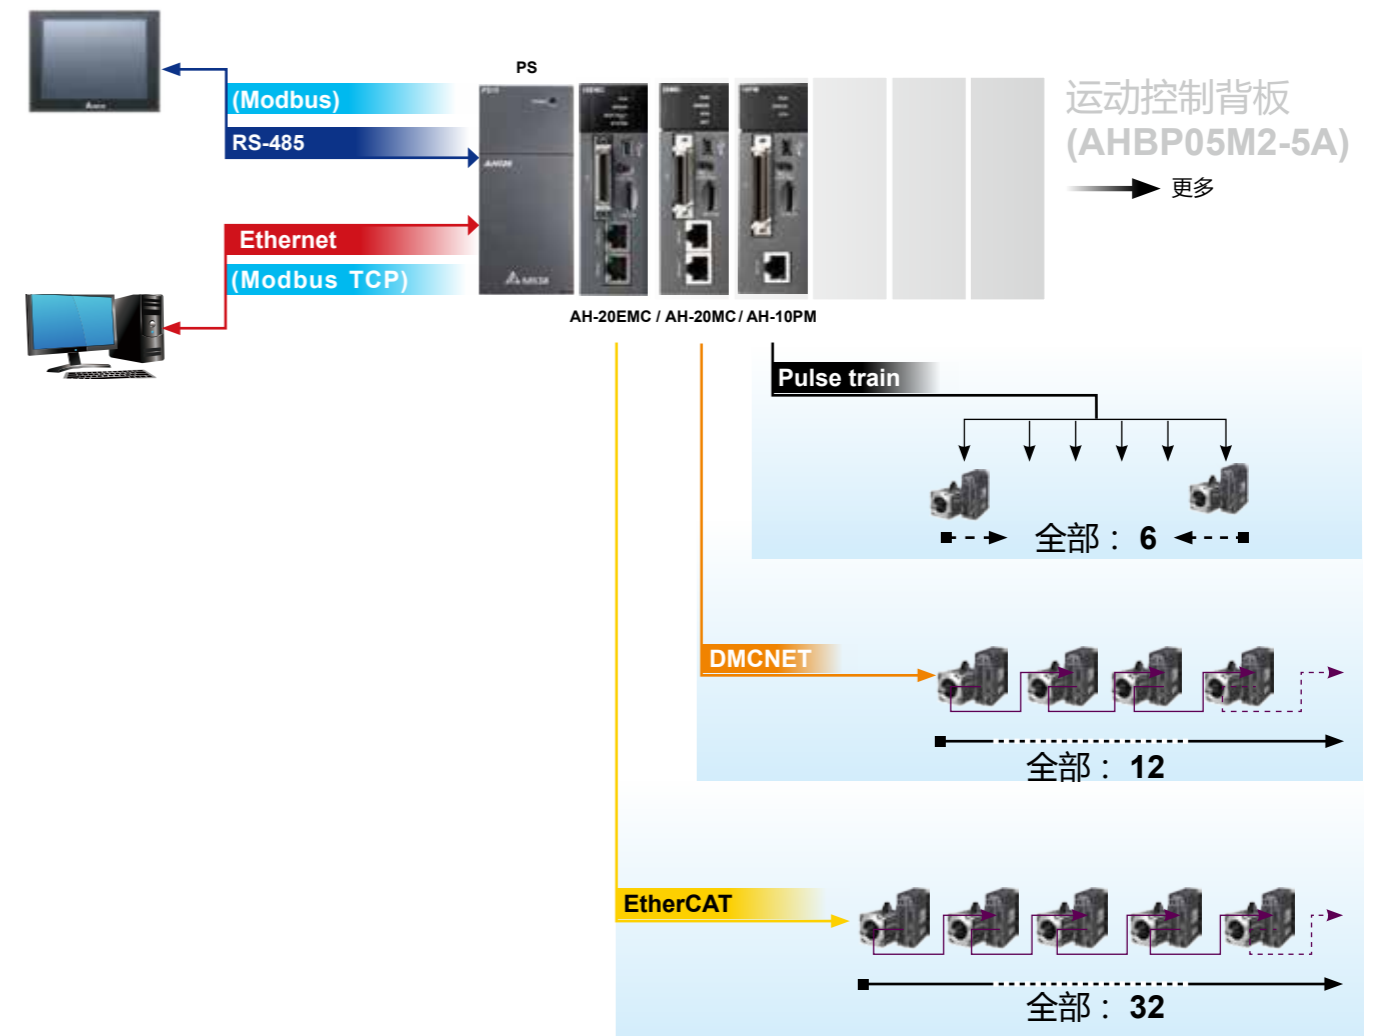 PS
(Modbus)
RS-485
Ethernet
(Modbus TCP)
运动控制背板
(AHBP05M2-5A)
更多
AH-20EMC / AH-20MC / AH-10PM
Pulse train
全部： 6
DMCNET
全部： 12
EtherCAT
全部： 32